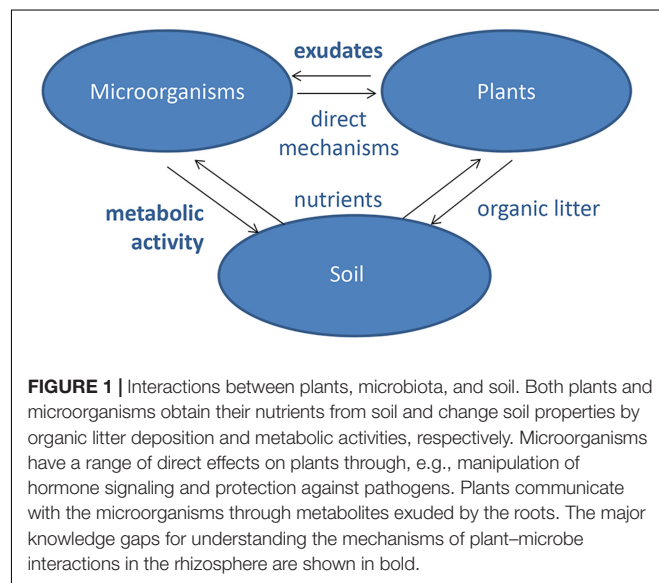 exudates
Microorganisms
Plants
direct
mechanisms
metabolic
activity
nutrients
organic litter
Soil
FIGURE 1 | Interactions between plants, microbiota, and soil. Both plants and
microorganisms obtain their nutrients from soil and change soil properties by
organic litter deposition and metabolic activities, respectively. Microorganisms
have a range of direct effects on plants through, e.g., manipulation of
hormone signaling and protection against pathogens. Plants communicate
with the microorganisms through metabolites exuded by the roots. The major
knowledge gaps for understanding the mechanisms of plant–microbe
interactions in the rhizosphere are shown in bold.